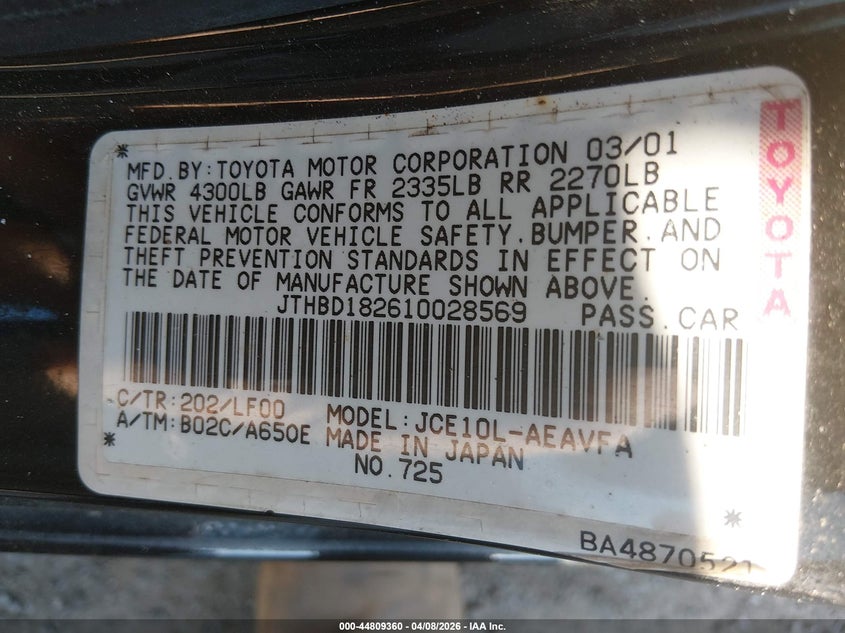 MFD.BY:TOYOTA MOTOR CORPORATION 03/01
GVWR 4300LB GAWR FR 2335LB RR 2270LB
THIS VEHICLE CONFORMS TO ALL APPLICABLE
FEDERAL MOTOR VEHICLE SAFETY.BUMPER.AND
THEFT PREVENTION STANDARDS IN EFFECT ON
THE DATE OF MANUFACTURE SHOWN ABOVE.
JTHBD182610028569 PASS.CAR
C/TR:202/LF00 MODEL:JCE10L-AEAVFA
A/TM:B02C/A650E MADE IN JAPAN
NO.725
TOYOTA
BA4870521
000-44809360 | 04/08/2026 - IAA Inc.